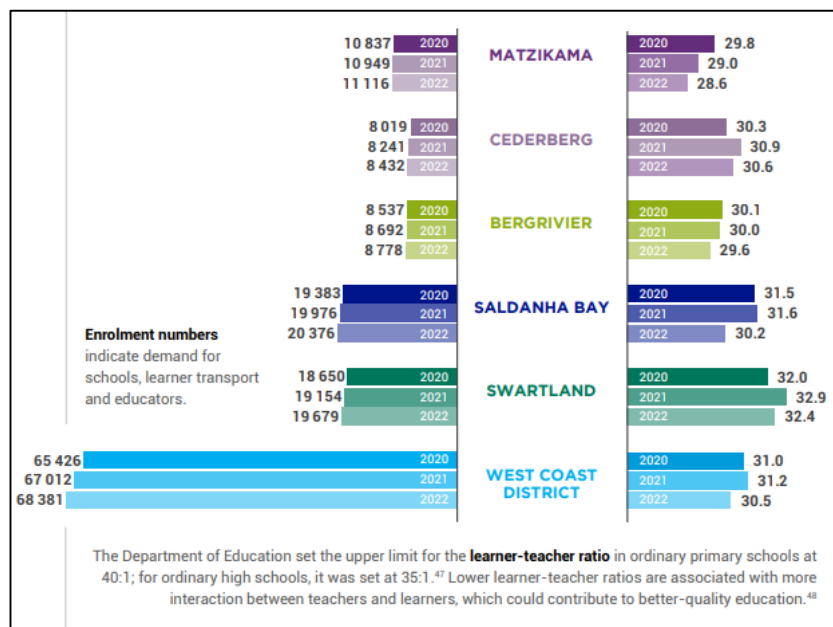 10 837 2020 MATZIKAMA 2020 29.8
10 949 2021 2021 29.0
11 116 2022 2022 28.6
8 019 2020 CEDERBERG 2020 30.3
8 241 2021 2021 30.9
8 432 2022 2022 30.6
8 537 2020 BERGRIVIER 2020 30.1
8 692 2021 2021 30.0
8 778 2022 2022 29.6
19 383 2020 SALDANHA BAY 2020 31.5
19 976 2021 2021 31.6
20 376 2022 2022 30.2
Enrolment numbers
indicate demand for
schools, learner transport
and educators.
18 650 2020 SWARTLAND 2020 32.0
19 154 2021 2021 32.9
19 679 2022 2022 32.4
65 426 2020 WEST COAST 2020 31.0
67 012 2021 DISTRICT 2021 31.2
68 381 2022 2022 30.5
The Department of Education set the upper limit for the learner-teacher ratio in ordinary primary schools at
40:1; for ordinary high schools, it was set at 35:1.47 Lower learner-teacher ratios are associated with more
interaction between teachers and learners, which could contribute to better-quality education.48